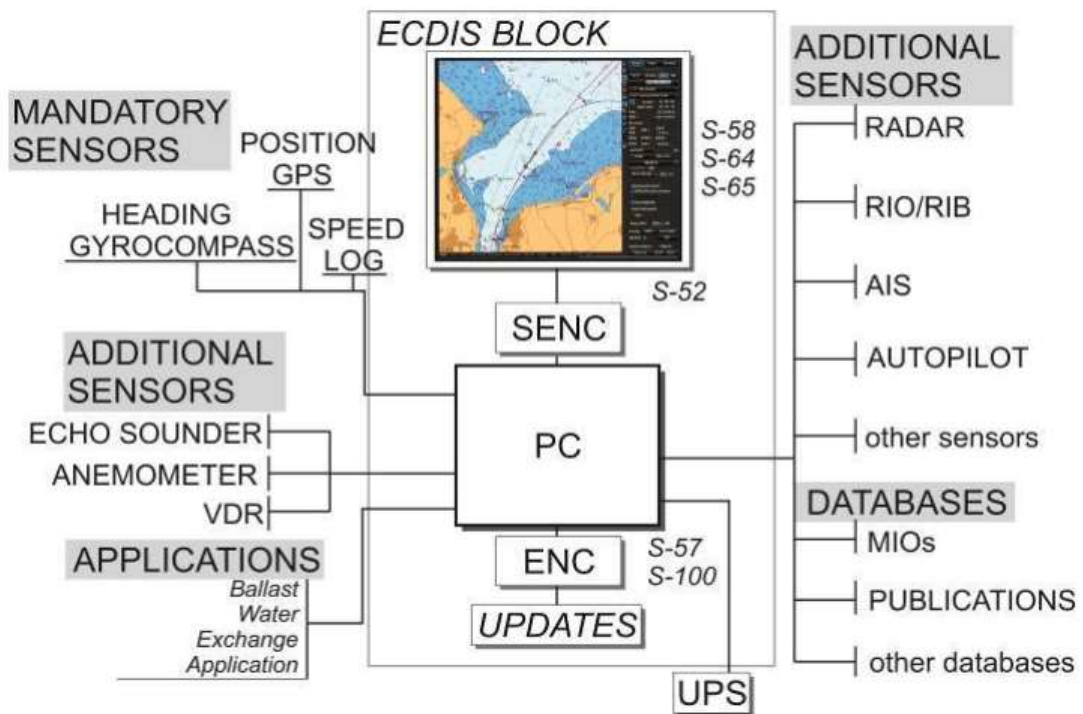 ECDIS BLOCK
MANDATORY
SENSORS
POSITION
GPS
HEADING
GYROCOMPASS
SPEED
LOG
S-58
S-64
S-65
S-52
SENC
PC
ADDITIONAL
SENSORS
ECHO SOUNDER
ANEMOMETER
VDR
APPLICATIONS
Ballast
Water
Exchange
Application
ENC
S-57
S-100
UPDATES
UPS
ADDITIONAL
SENSORS
RADAR
RIO/RIB
AIS
AUTOPILOT
other sensors
DATABASES
MIOs
PUBLICATIONS
other databases